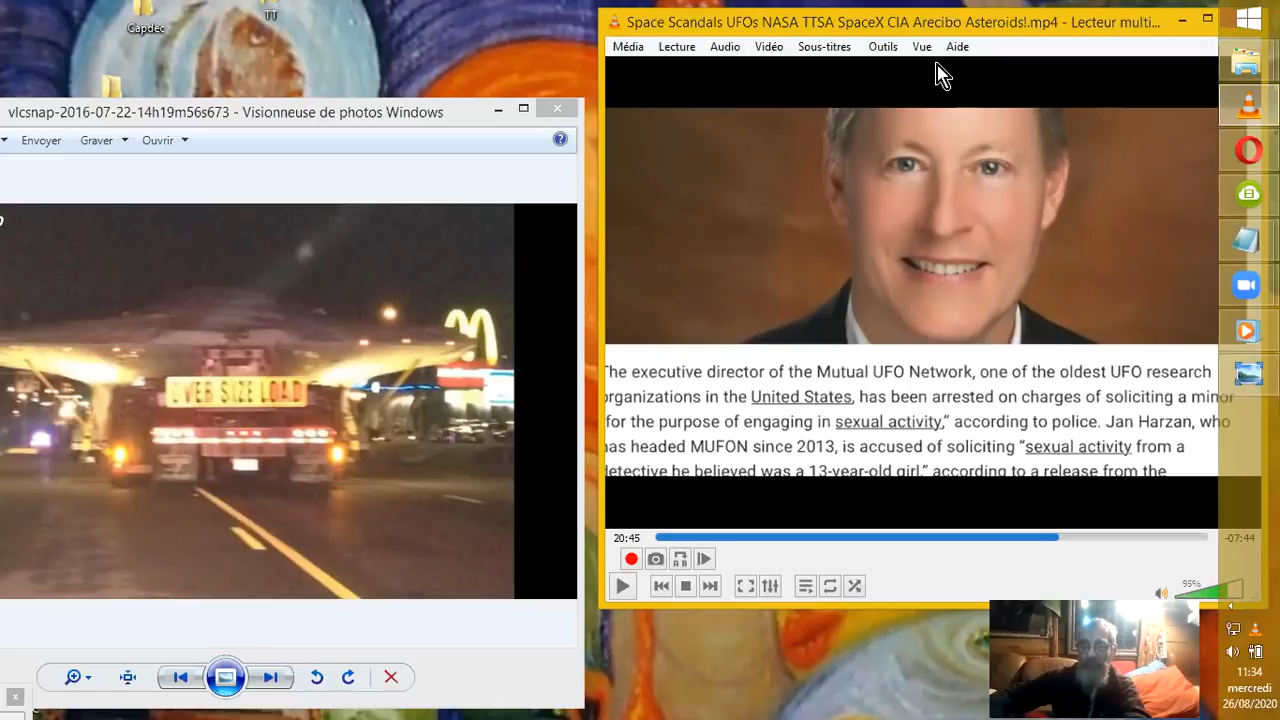 Capdec
TT
vlcsnap-2016-07-22-14h19m56s673 - Visionneuse de photos Windows
Envoyer
Graver
Ouvrir
OVER SIZE LOAD
Space Scandals UFOs NASA TTSA SpaceX CIA Arecibo Asteroids!.mp4 - Lecteur multi...
Média Lecture Audio Vidéo Sous-titres Outils Vue Aide
The executive director of the Mutual UFO Network, one of the oldest UFO research
organizations in the United States, has been arrested on charges of soliciting a minor
"for the purpose of engaging in sexual activity," according to police. Jan Harzan, who
has headed MUFON since 2013, is accused of soliciting "sexual activity from a
detective he believed was a 13-year-old girl," according to a release from the
20:45
-07:44
95%
11:34
mercredi
26/08/2020